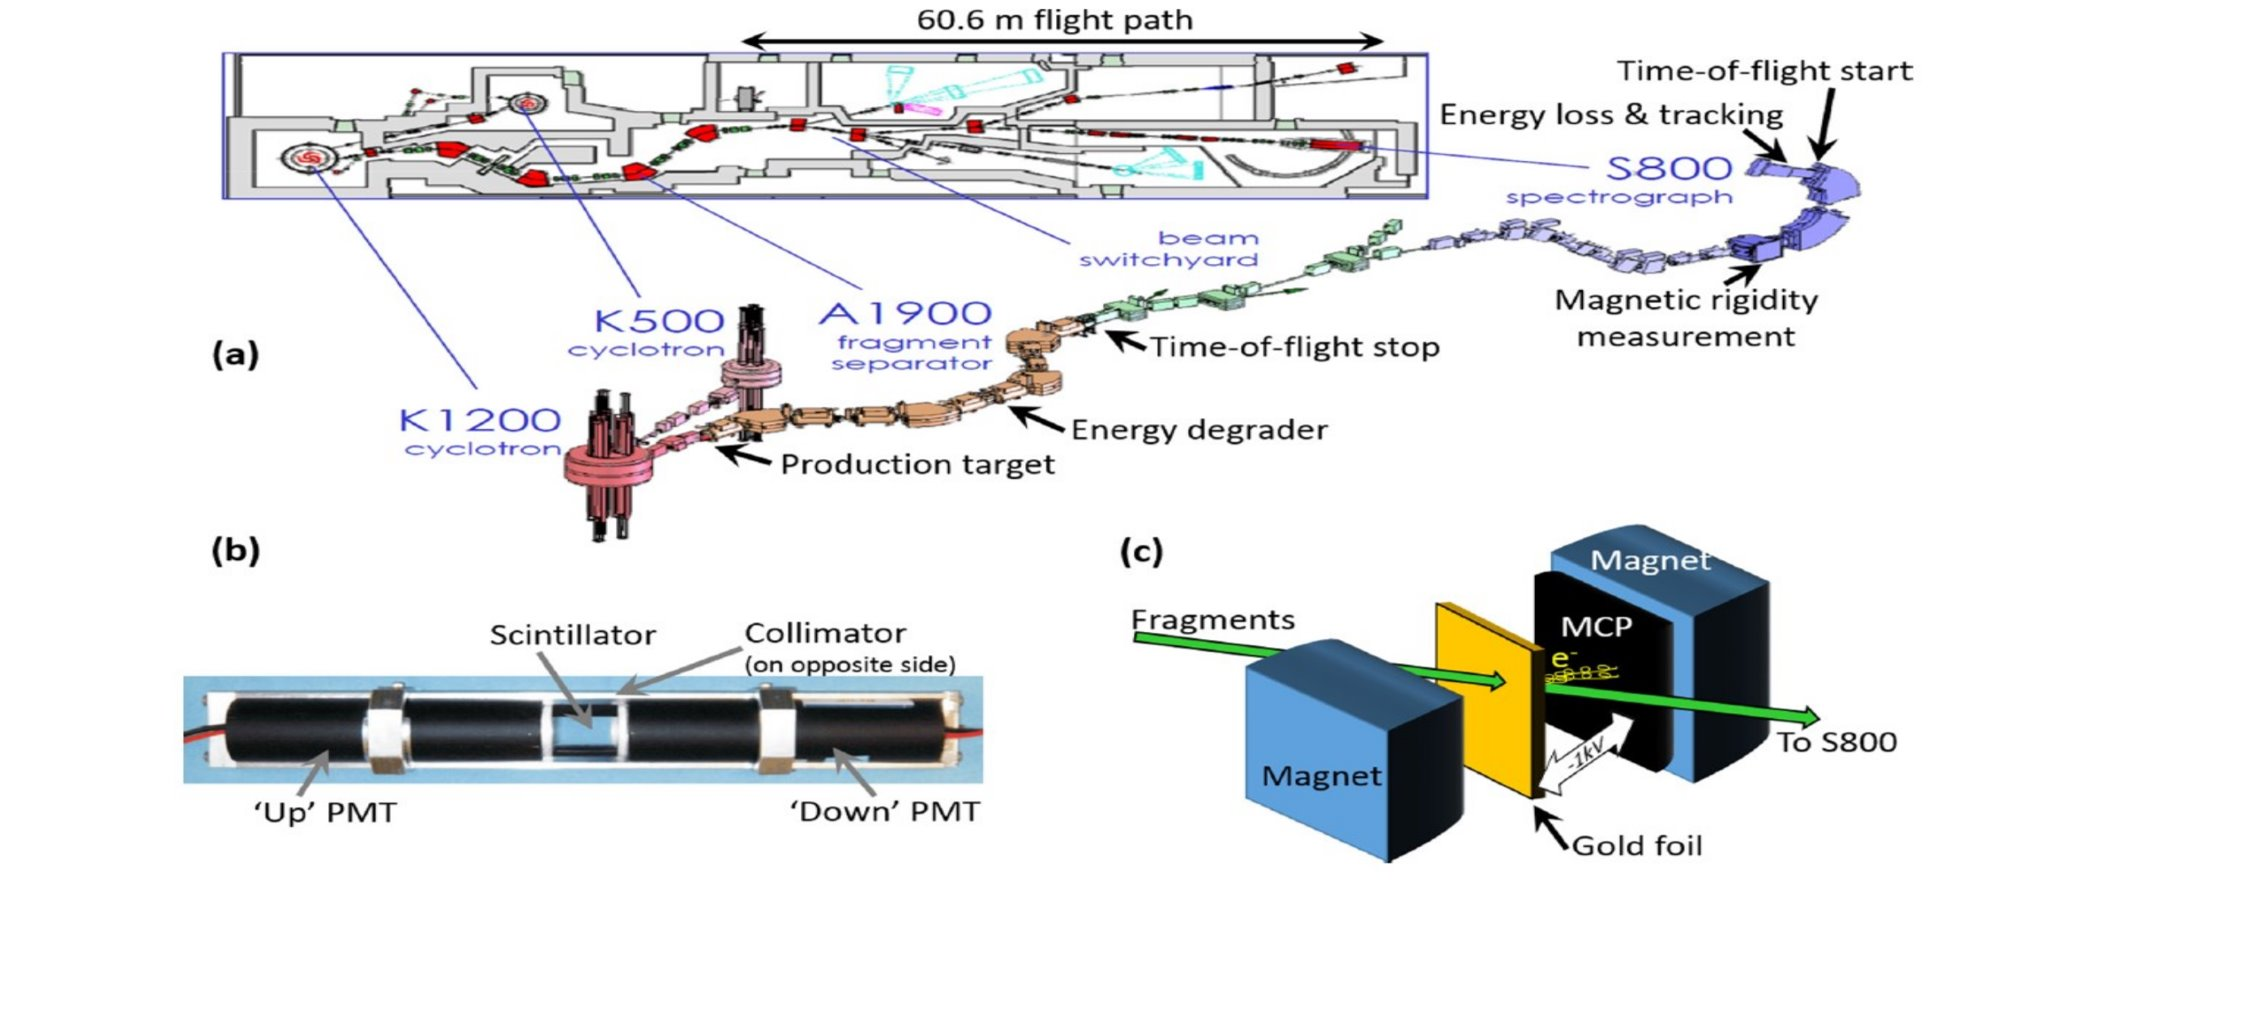 60.6 m flight path
Time-of-flight start
Energy loss & tracking
S800
spectrograph
beam
switchyard
Magnetic rigidity
measurement
K500
cyclotron
A1900
fragment
separator
(a)
Time-of-flight stop
K1200
cyclotron
Energy degrader
Production target
(b)
(c)
Scintillator
Collimator
(on opposite side)
‘Up’ PMT
‘Down’ PMT
Magnet
Fragments
MCP
e-
To S800
-1kV
Magnet
Gold foil